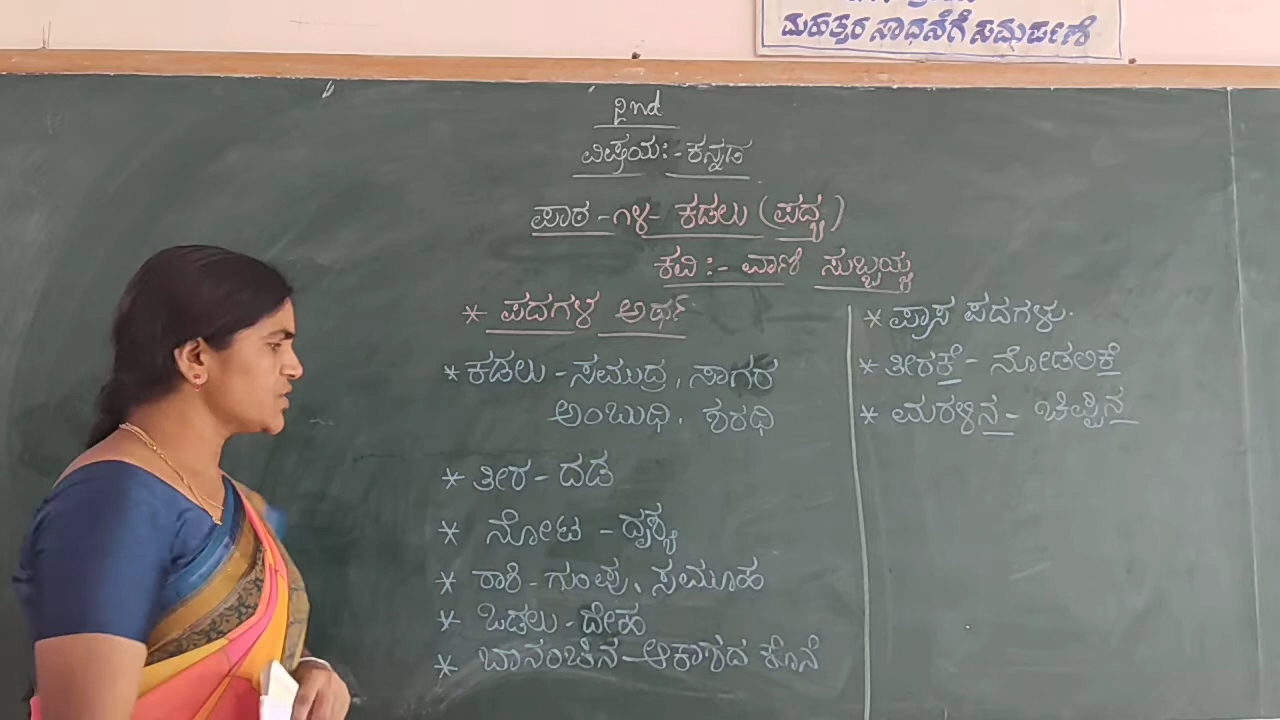 ಮಹತ್ತರ ಸಾಧನೆಗೆ ಸಮರ್ಪಣೆ
೨nd
ವಿಷಯ:- ಕನ್ನಡ
ಪಾಠ - ೧೪- ಕಡಲು (ಪದ್ಯ)
ಕವಿ :- ವಾಣಿ ಸುಬ್ಬಯ್ಯ
* ಪದಗಳ ಅರ್ಥ
* ಕಡಲು - ಸಮುದ್ರ, ಸಾಗರ
ಅಂಬುಧಿ, ಶರಧಿ
* ತೀರ - ದಡ
* ನೋಟ - ದೃಶ್ಯ
* ರಾಶಿ - ಗುಂಪು, ಸಮೂಹ
* ಒಡಲು - ದೇಹ
* ಬಾನಂಚಿನ - ಆಕಾಶದ ಕೊನೆ
* ಪ್ರಾಸ ಪದಗಳು.
* ತೀರಕೆ - ನೋಡಲಿಕೆ
* ಮರಳಿನ - ಚಿಪ್ಪಿನ